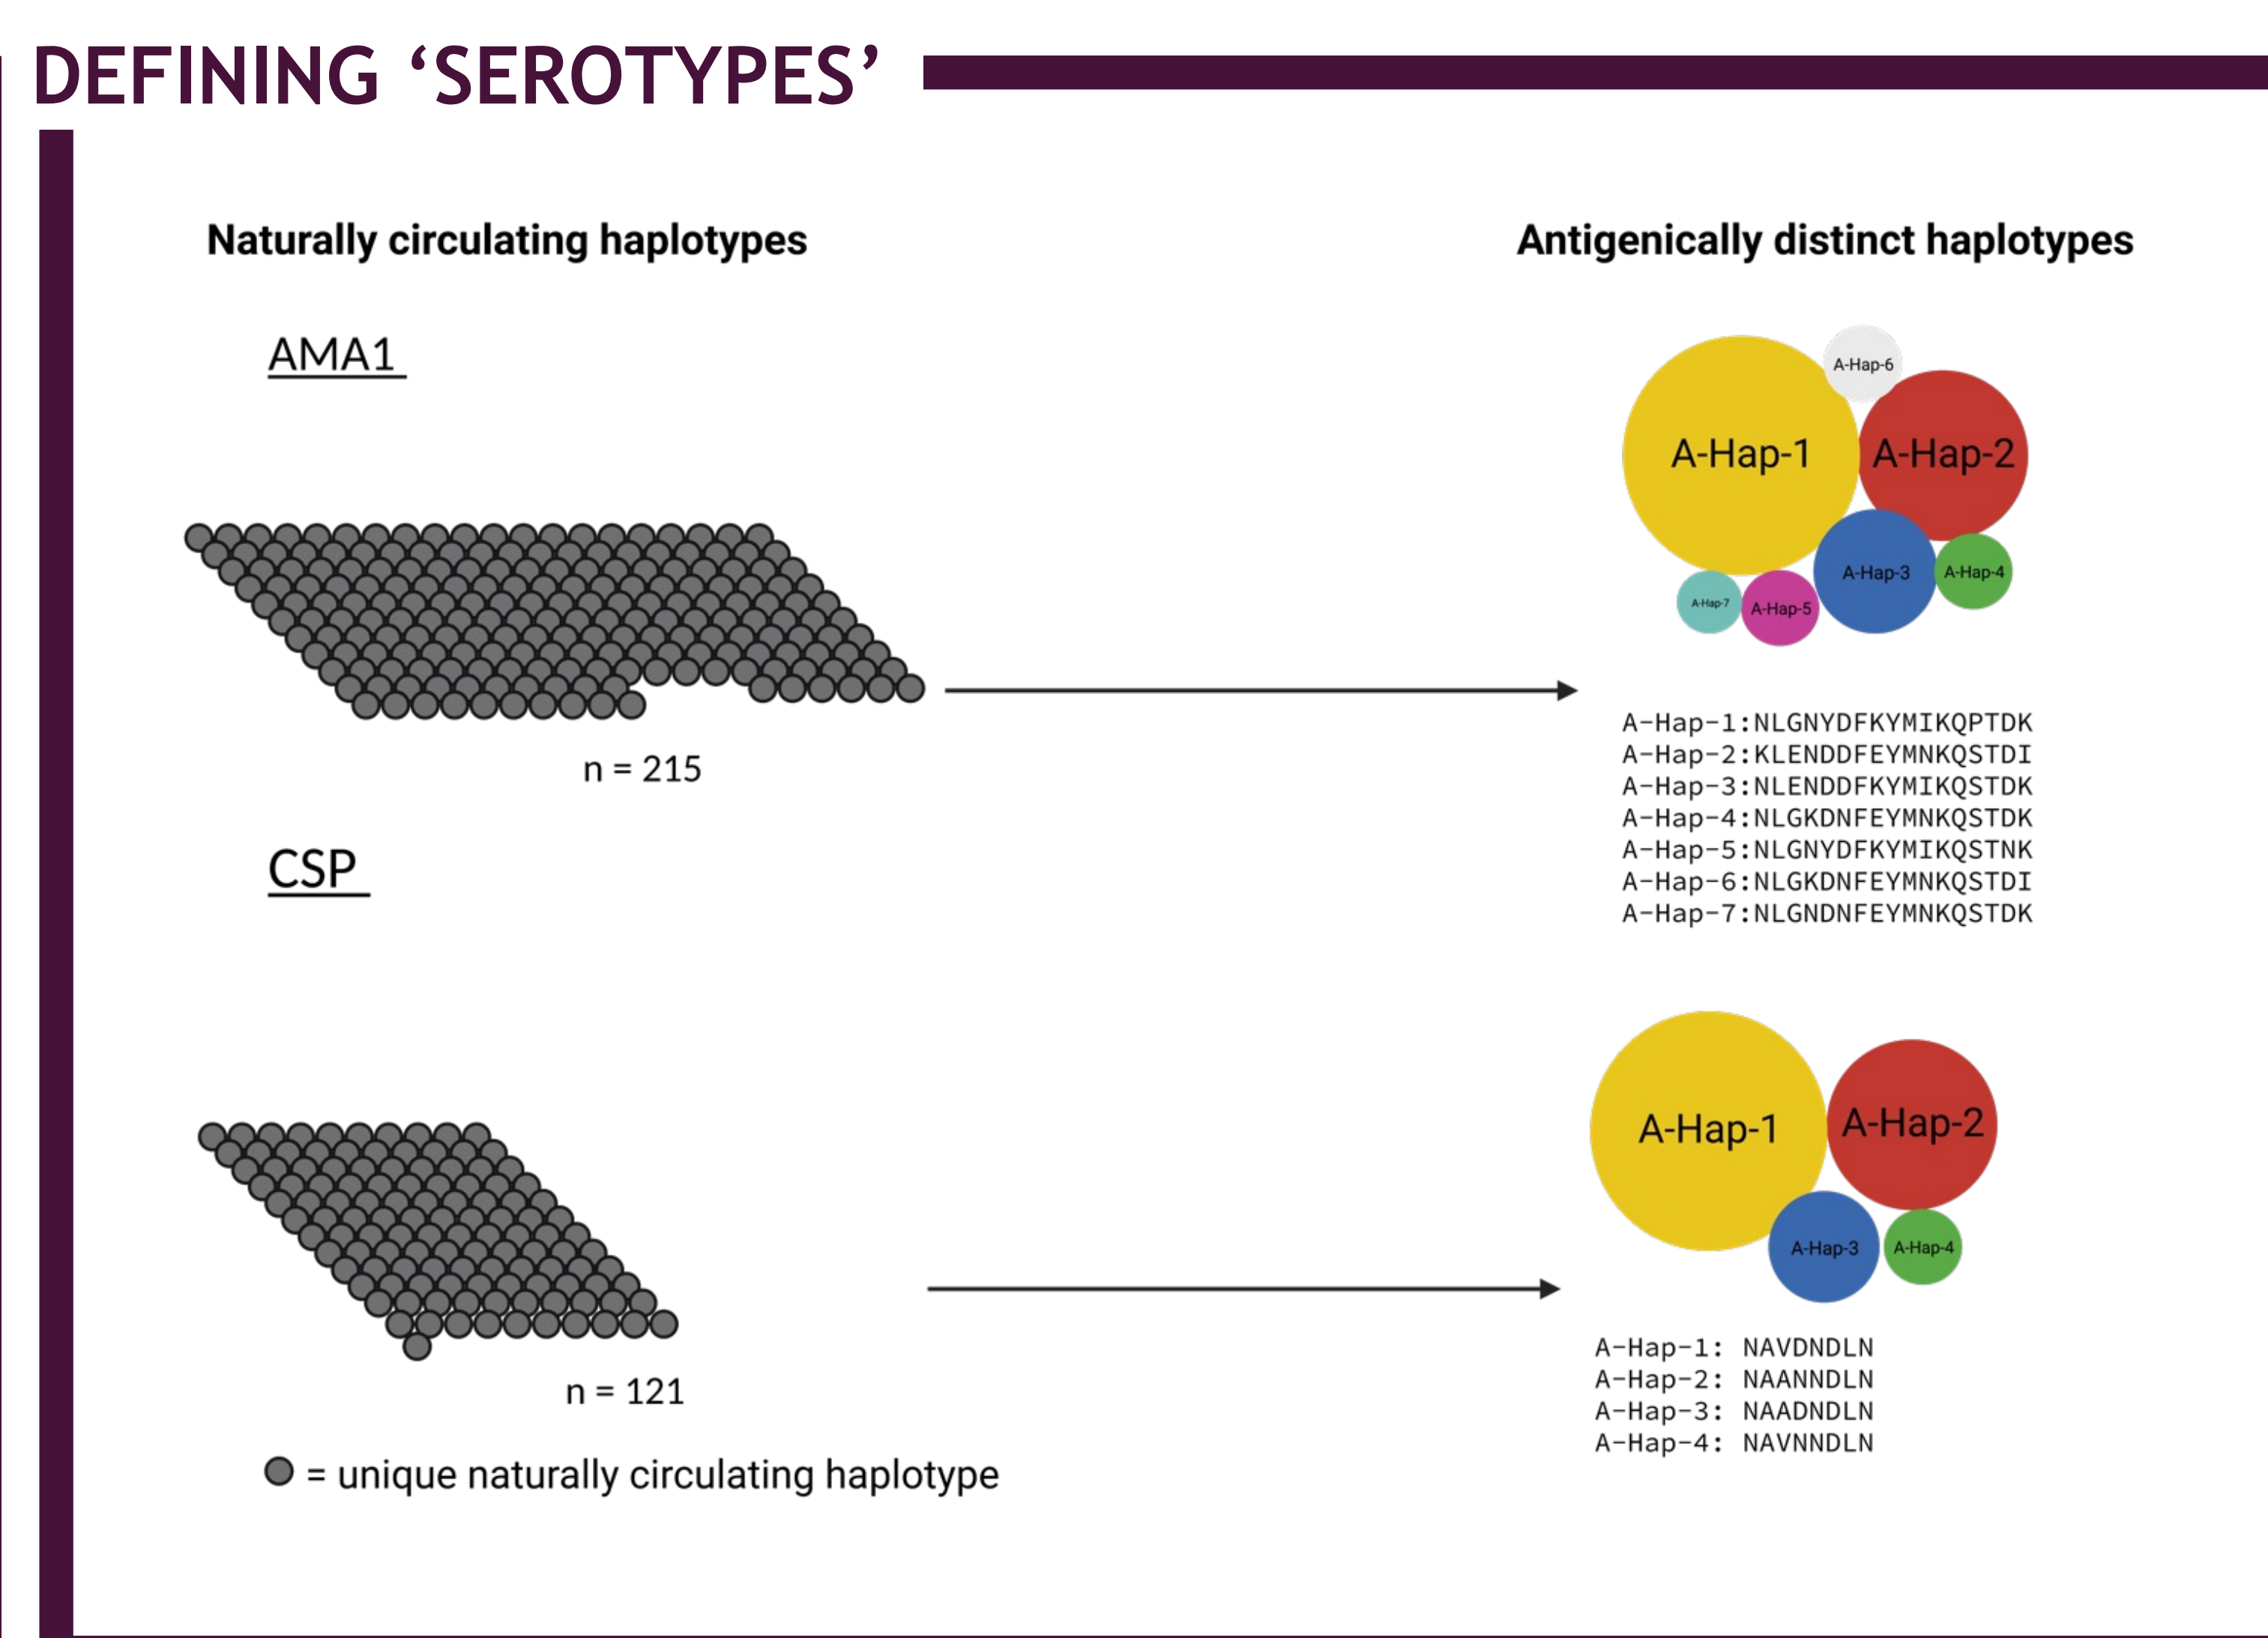 DEFINING ‘SEROTYPES’
Naturally circulating haplotypes
Antigenically distinct haplotypes
AMA1
A-Hap-6
A-Hap-1
A-Hap-2
A-Hap-3
A-Hap-4
A-Hap-7
A-Hap-5
n = 215
A-Hap-1:NLGNYDFKYMIKQPTDK
A-Hap-2:KLENDDFEYMNKQSTDI
A-Hap-3:NLENDDFKYMIKQSTDK
A-Hap-4:NLGKDNFEYMNKQSTDK
A-Hap-5:NLGNYDFKYMIKQSTNK
A-Hap-6:NLGKDNFEYMNKQSTDI
A-Hap-7:NLGNDNFEYMNKQSTDK
CSP
A-Hap-1
A-Hap-2
A-Hap-3
A-Hap-4
n = 121
A-Hap-1: NAVDNDLN
A-Hap-2: NAANNDLN
A-Hap-3: NAADNDLN
A-Hap-4: NAVNNDLN
= unique naturally circulating haplotype